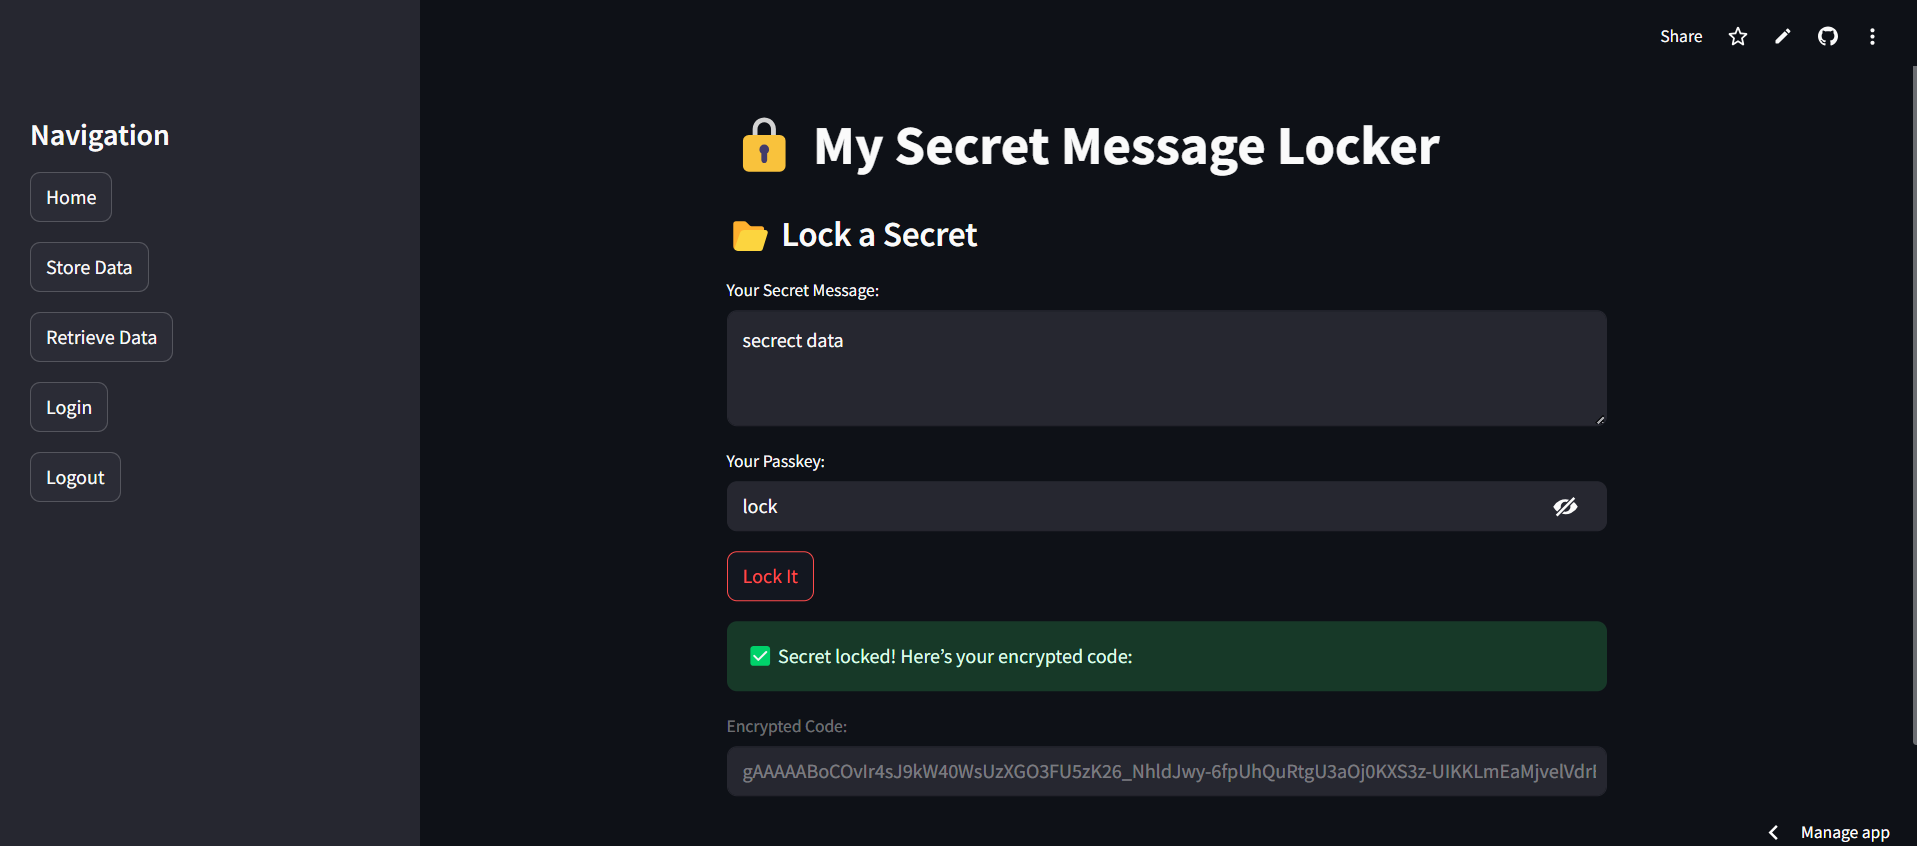 Share
Navigation
Home
Store Data
Retrieve Data
Login
Logout
My Secret Message Locker
Lock a Secret
Your Secret Message:
secrect data
Your Passkey:
lock
Lock It
Secret locked! Here’s your encrypted code:
Encrypted Code:
gAAAAABoCOvIr4sJ9kW40WsUzXGO3FU5zK26_NhldJwy-6fpUhQuRtgU3aOj0KXS3z-UIKKLmEaMjvelVdrI
Manage app